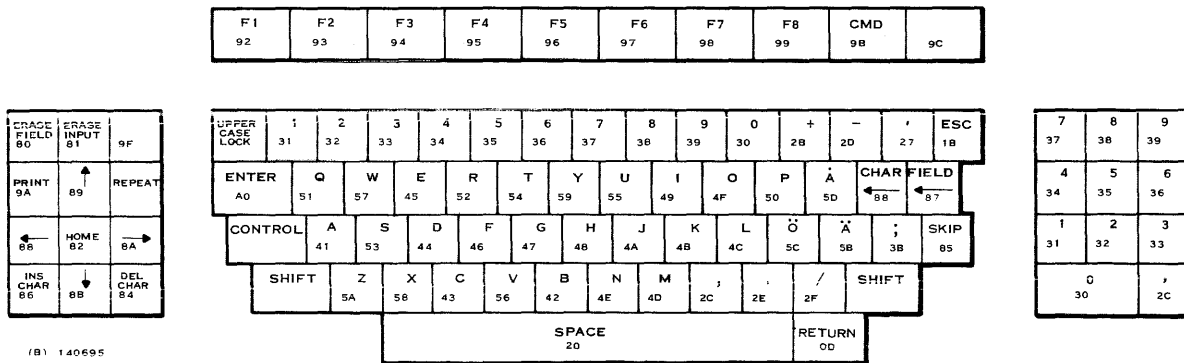 F1 F2 F3 F4 F5 F6 F7 F8 CMD
92 93 94 95 96 97 98 99 9B 9C
ERASE FIELD 80 ERASE INPUT 81 9F
UPPER CASE LOCK 1 2 3 4 5 6 7 8 9 0 + - ' ESC
31 32 33 34 35 36 37 38 39 30 2B 2D 27 1B
7 8 9
37 38 39
PRINT 9A ↑ 89 REPEAT
ENTER Q W E R T Y U I O P Å CHAR ← FIELD ←
A0 51 57 45 52 54 59 55 49 4F 50 5D 88 87
4 5 6
34 35 36
← 88 HOME 82 → 8A
CONTROL A S D F G H J K L Ö Ä ; SKIP
41 53 44 46 47 48 4A 4B 4C 5C 5B 3B 85
1 2 3
31 32 33
INS CHAR 86 ↓ 8B DEL CHAR 84
SHIFT Z X C V B N M , . / SHIFT
5A 58 43 56 42 4E 4D 2C 2E 2F
0 ,
30 2C
SPACE RETURN
20 0D
(B) 140695